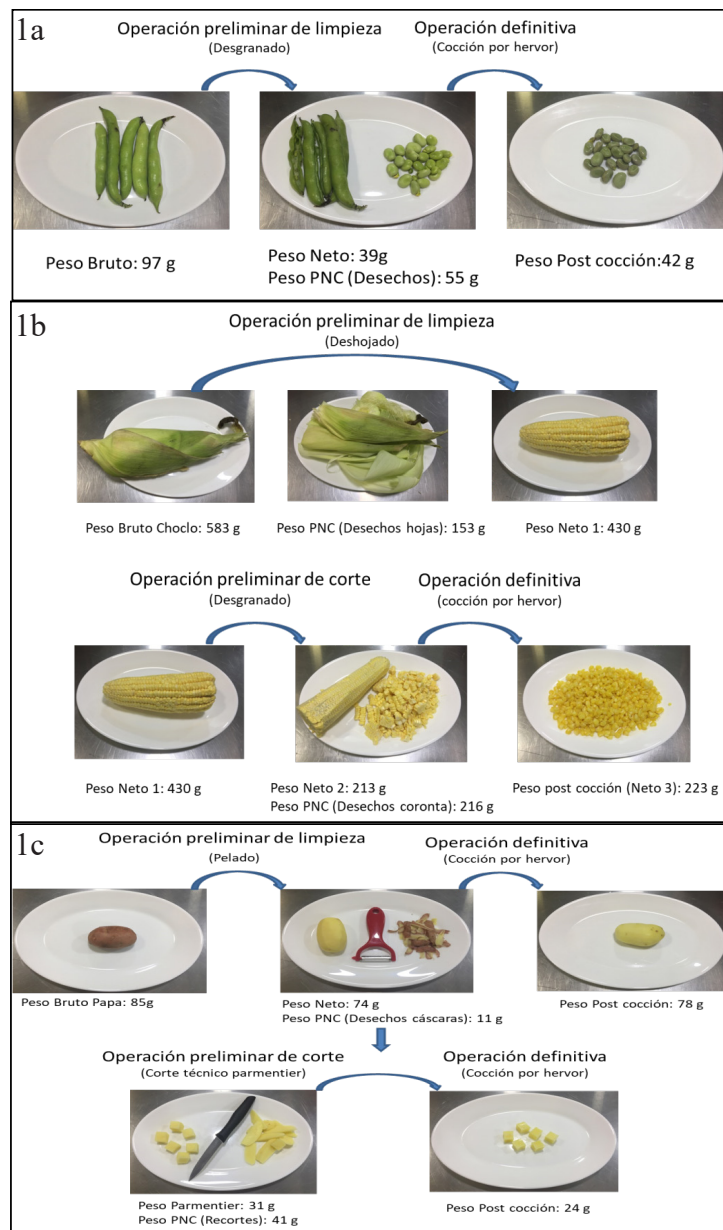 1a
Operación preliminar de limpieza
(Desgranado)
Operación definitiva
(Cocción por hervor)
Peso Bruto: 97 g
Peso Neto: 39g
Peso PNC (Desechos): 55 g
Peso Post cocción:42 g
1b
Operación preliminar de limpieza
(Deshojado)
Peso Bruto Choclo: 583 g
Peso PNC (Desechos hojas): 153 g
Peso Neto 1: 430 g
Operación preliminar de corte
(Desgranado)
Operación definitiva
(cocción por hervor)
Peso Neto 1: 430 g
Peso Neto 2: 213 g
Peso PNC (Desechos coronta): 216 g
Peso post cocción (Neto 3): 223 g
1c
Operación preliminar de limpieza
(Pelado)
Operación definitiva
(Cocción por hervor)
Peso Bruto Papa: 85g
Peso Neto: 74 g
Peso PNC (Desechos cáscaras): 11 g
Peso Post cocción: 78 g
Operación preliminar de corte
(Corte técnico parmentier)
Operación definitiva
(Cocción por hervor)
Peso Parmentier: 31 g
Peso PNC (Recortes): 41 g
Peso Post cocción: 24 g